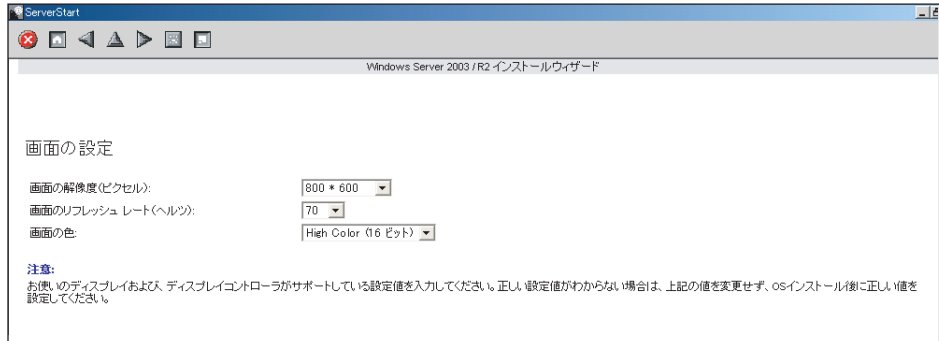 ServerStart
Windows Server 2003 / R2 インストールウィザード
画面の設定
画面の解像度(ピクセル): 800 * 600
画面のリフレッシュ レート(ヘルツ): 70
画面の色: High Color (16 ビット)
注意:
お使いのディスプレイおよび、ディスプレイコントローラがサポートしている設定値を入力してください。正しい設定値がわからない場合は、上記の値を変更せず、OSインストール後に正しい値を
設定してください。